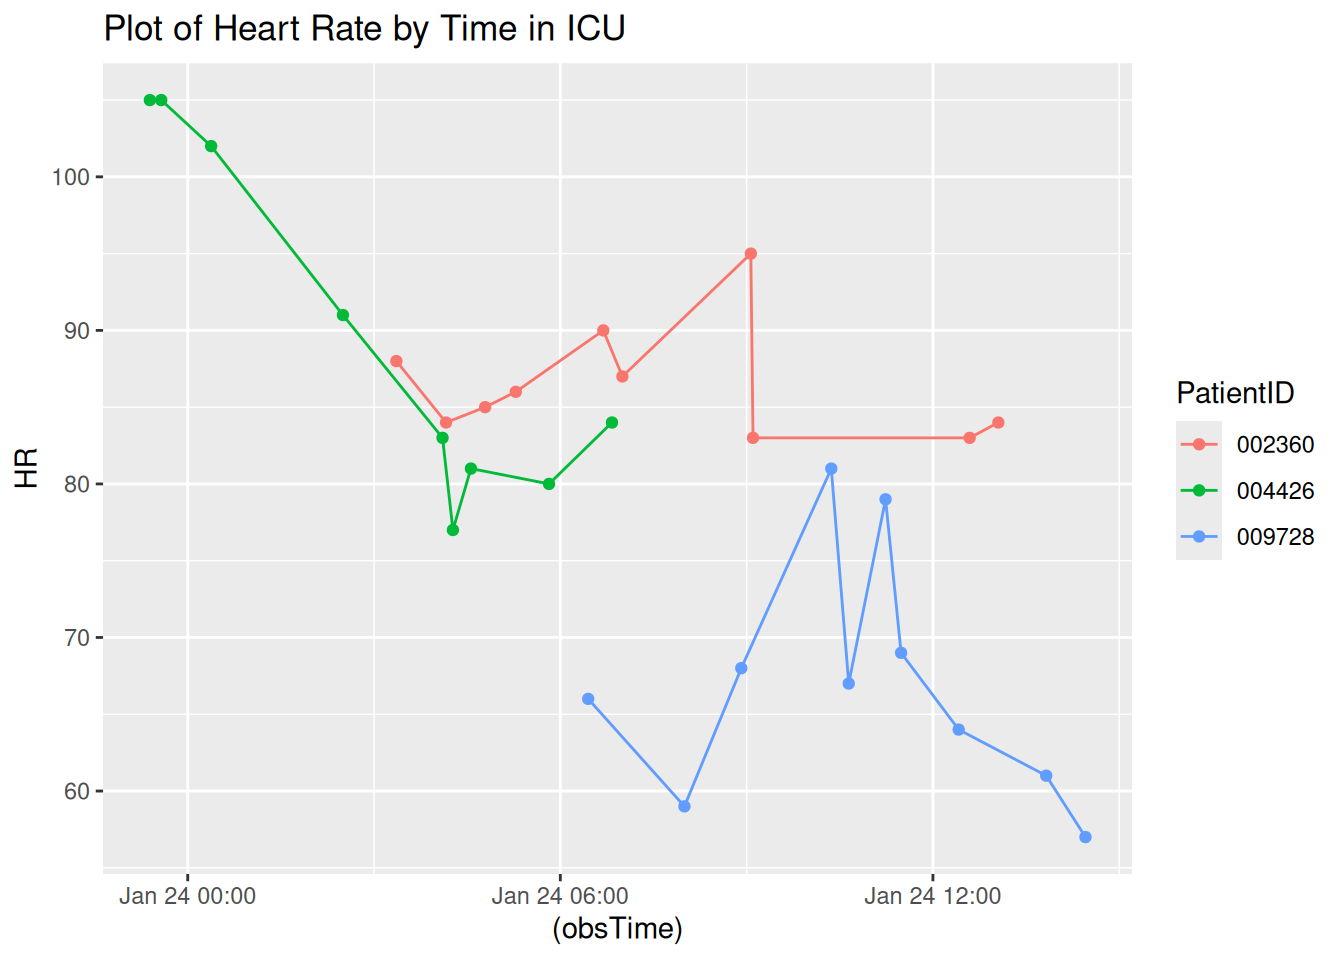 Plot of Heart Rate by Time in ICU
HR
100
90
80
70
60
Jan 24 00:00
Jan 24 06:00
Jan 24 12:00
(obsTime)
PatientID
002360
004426
009728